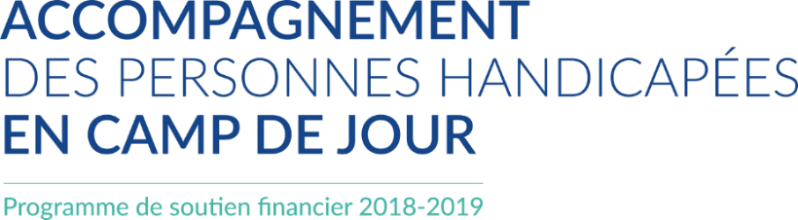 ACCOMPAGNEMENT
DES PERSONNES HANDICAPÉES
EN CAMP DE JOUR
Programme de soutien financier 2018-2019